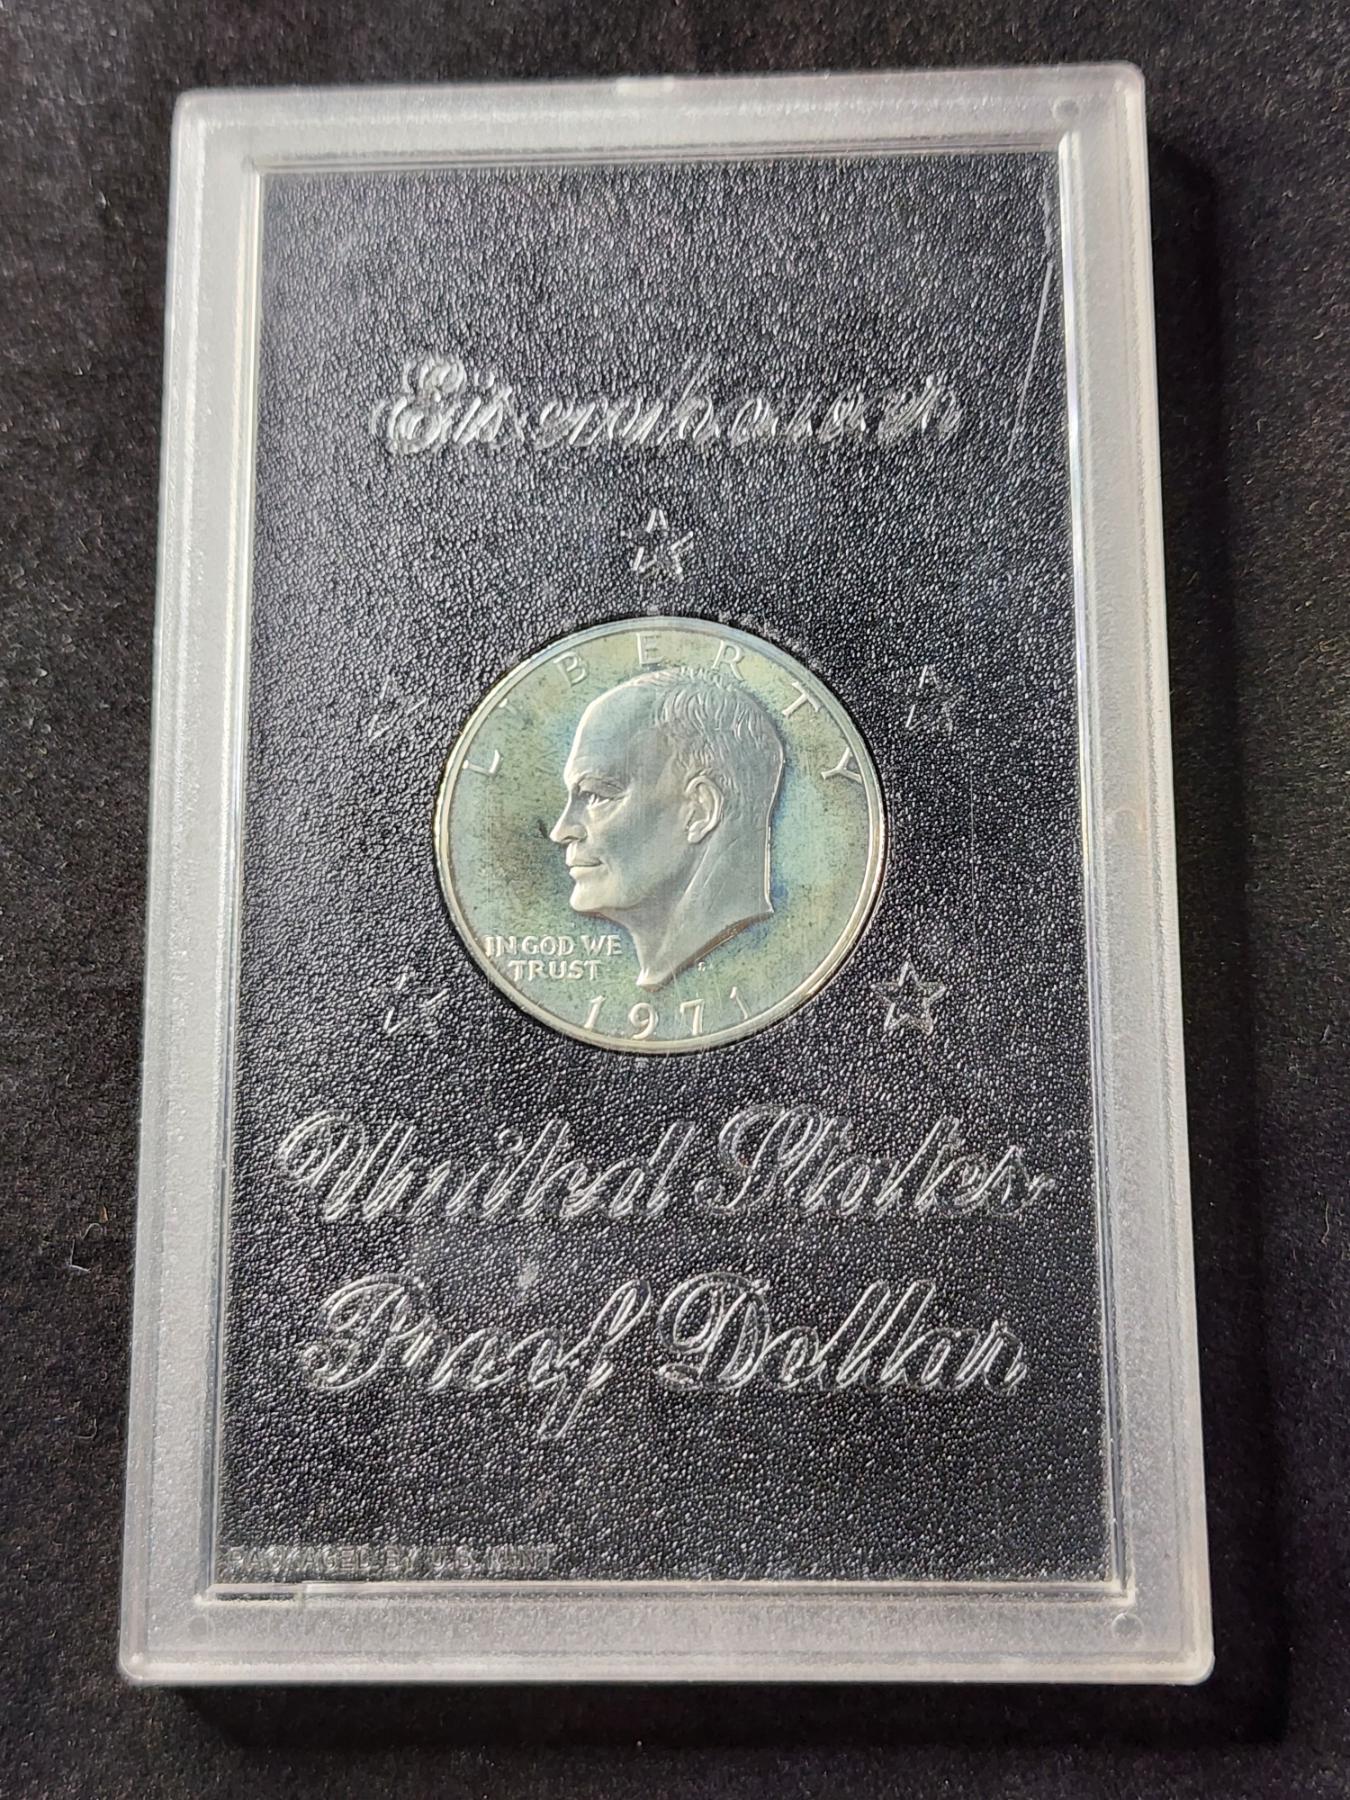 Eisenhower
LIBERTY
IN GOD WE
TRUST
S
1971
United States
Proof Dollar
PACKAGED BY U.S. MINT